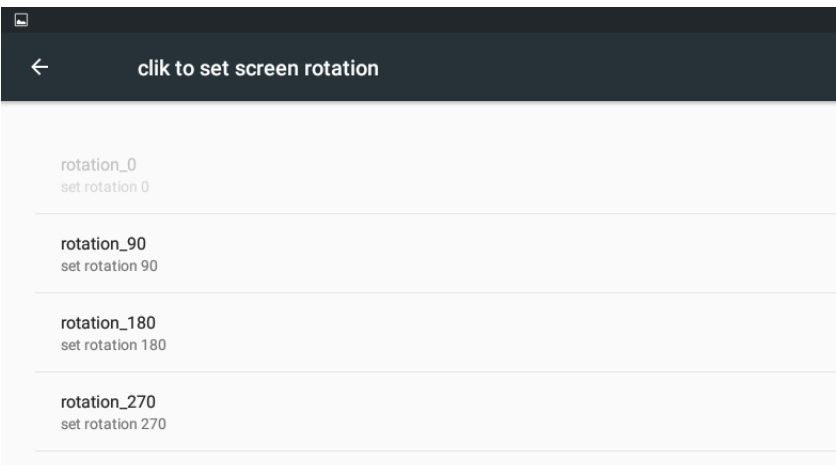 clik to set screen rotation
rotation_0
set rotation 0
rotation_90
set rotation 90
rotation_180
set rotation 180
rotation_270
set rotation 270